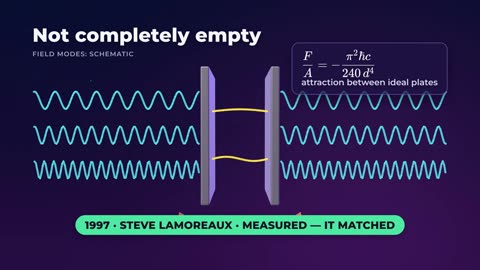 Not completely empty
FIELD MODES: SCHEMATIC
F/A = − π²ħc / 240 d⁴
attraction between ideal plates
1997 · STEVE LAMOREAUX · MEASURED — IT MATCHED